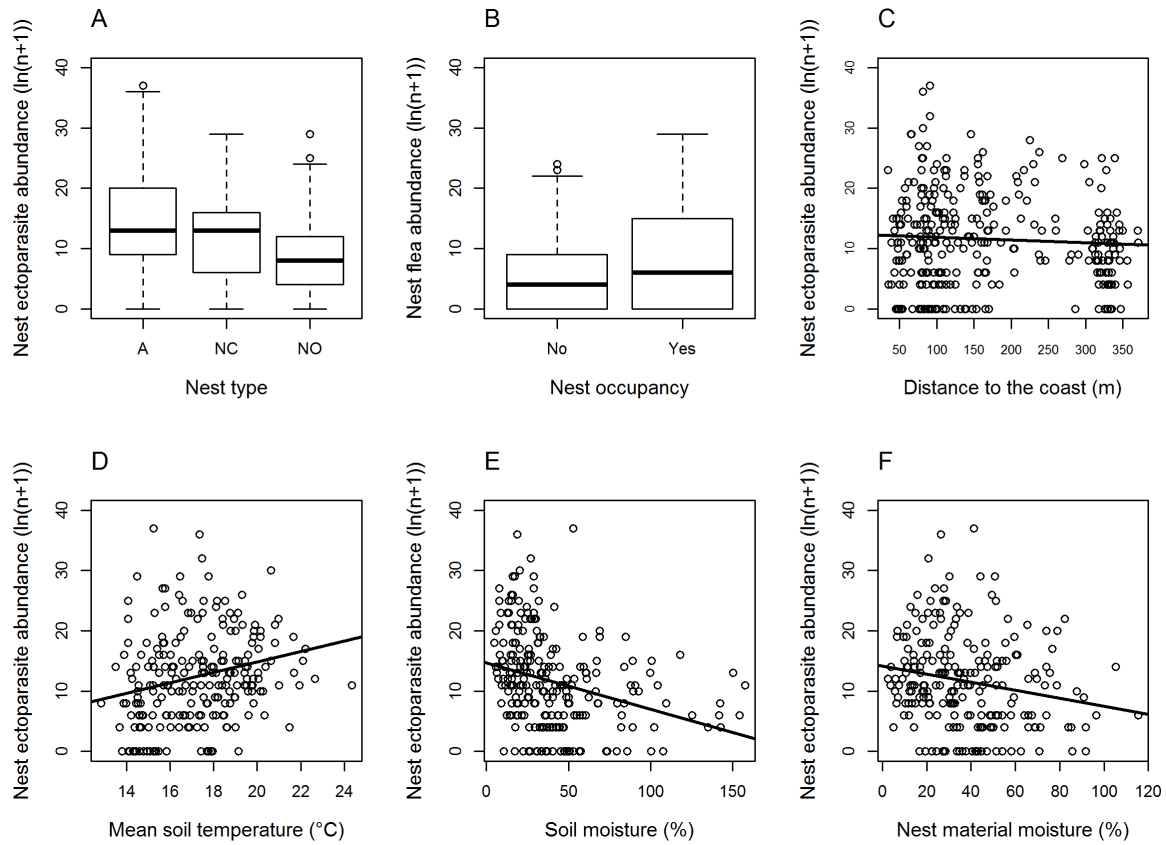 A
Nest ectoparasite abundance (ln(n+1))
40
30
20
10
0
A NC NO
Nest type
B
Nest flea abundance (ln(n+1))
40
30
20
10
0
No Yes
Nest occupancy
C
Nest ectoparasite abundance (ln(n+1))
40
30
20
10
0
50 100 150 200 250 300 350
Distance to the coast (m)
D
Nest ectoparasite abundance (ln(n+1))
40
30
20
10
0
14 16 18 20 22 24
Mean soil temperature (°C)
E
Nest ectoparasite abundance (ln(n+1))
40
30
20
10
0
0 50 100 150
Soil moisture (%)
F
Nest ectoparasite abundance (ln(n+1))
40
30
20
10
0
0 20 40 60 80 100 120
Nest material moisture (%)